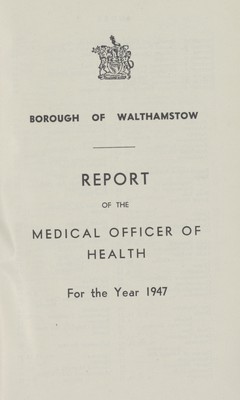 BOROUGH OF WALTHAMSTOW
REPORT
OF THE
MEDICAL OFFICER OF
HEALTH
For the Year 1947